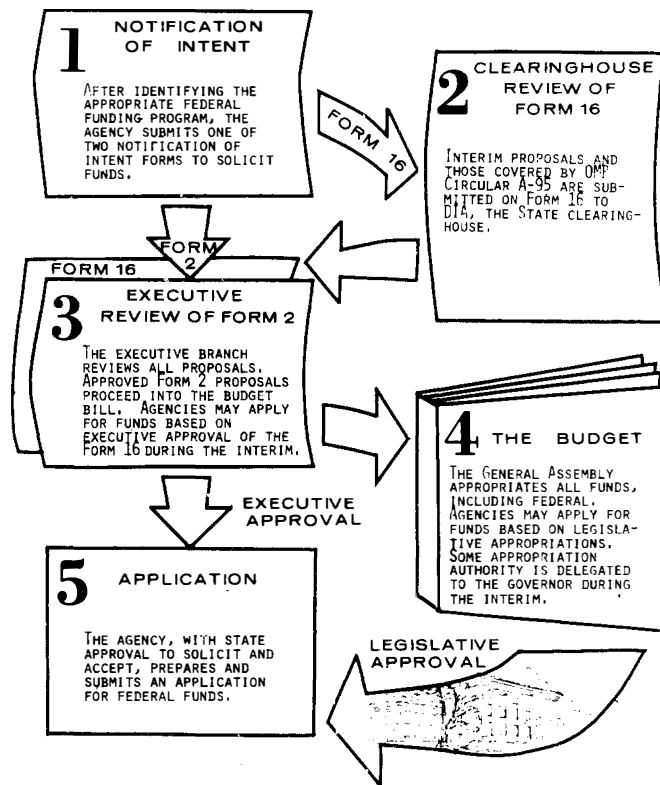 1
NOTIFICATION
OF INTENT
AFTER IDENTIFYING THE
APPROPRIATE FEDERAL
FUNDING PROGRAM, THE
AGENCY SUBMITS ONE OF
TWO NOTIFICATION OF
INTENT FORMS TO SOLICIT
FUNDS.
FORM 16
2
CLEARINGHOUSE
REVIEW OF
FORM 16
INTERIM PROPOSALS AND
THOSE COVERED BY OMB
CIRCULAR A-95 ARE SUB-
MITTED ON FORM 16 TO
DIA, THE STATE CLEARING-
HOUSE.
FORM
2
FORM 16
3
EXECUTIVE
REVIEW OF FORM 2
THE EXECUTIVE BRANCH
REVIEWS ALL PROPOSALS.
APPROVED FORM 2 PROPOSALS
PROCEED INTO THE BUDGET
BILL. AGENCIES MAY APPLY
FOR FUNDS BASED ON
EXECUTIVE APPROVAL OF THE
FORM 16 DURING THE INTERIM.
4
THE BUDGET
THE GENERAL ASSEMBLY
APPROPRIATES ALL FUNDS,
INCLUDING FEDERAL.
AGENCIES MAY APPLY FOR
FUNDS BASED ON LEGISLA-
TIVE APPROPRIATIONS.
SOME APPROPRIATION
AUTHORITY IS DELEGATED
TO THE GOVERNOR DURING
THE INTERIM.
EXECUTIVE
APPROVAL
5
APPLICATION
THE AGENCY, WITH STATE
APPROVAL TO SOLICIT AND
ACCEPT, PREPARES AND
SUBMITS AN APPLICATION
FOR FEDERAL FUNDS.
LEGISLATIVE
APPROVAL